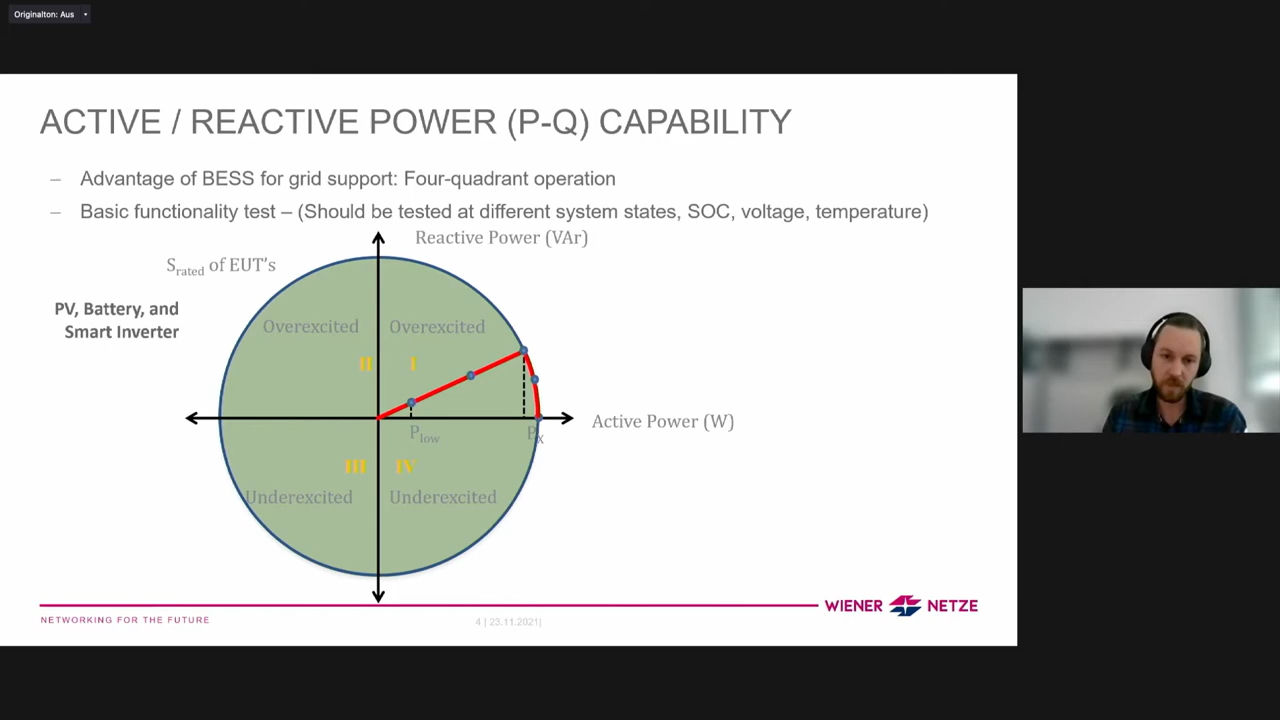 Originalton: Aus
ACTIVE / REACTIVE POWER (P-Q) CAPABILITY
– Advantage of BESS for grid support: Four-quadrant operation
– Basic functionality test – (Should be tested at different system states, SOC, voltage, temperature)
Reactive Power (VAr)
Srated of EUT's
PV, Battery, and
Smart Inverter
Overexcited Overexcited
II I
Active Power (W)
Plow Px
III IV
Underexcited Underexcited
WIENER NETZE
NETWORKING FOR THE FUTURE
4 | 23.11.2021|